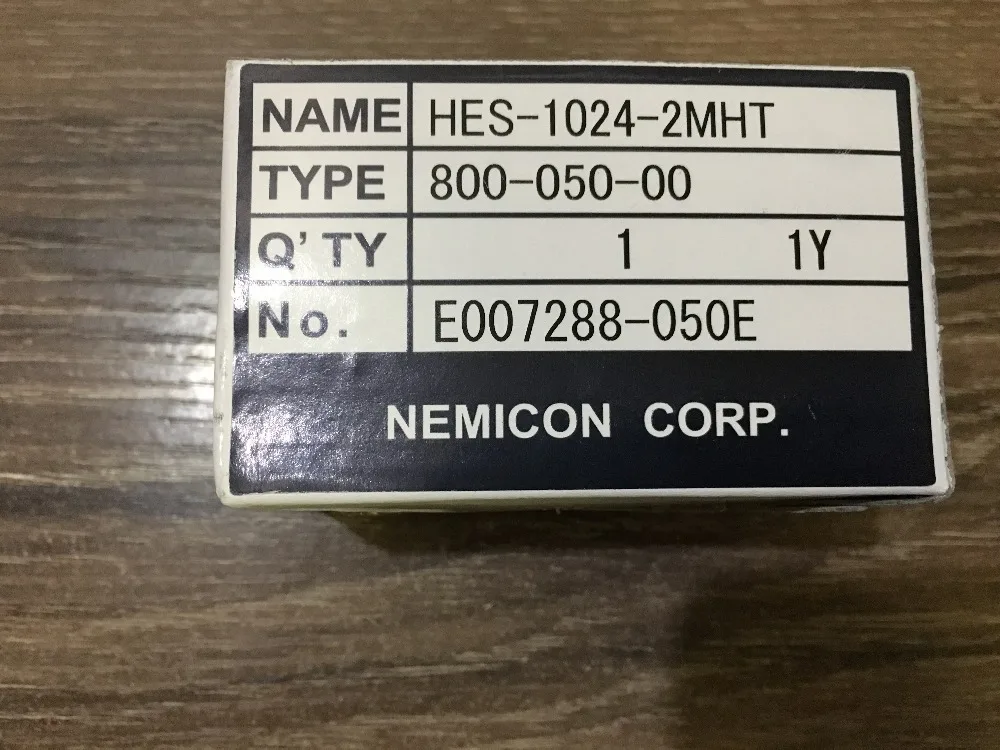 NAME HES-1024-2MHT
TYPE 800-050-00
Q'TY 1 1Y
No. E007288-050E
NEMICON CORP.